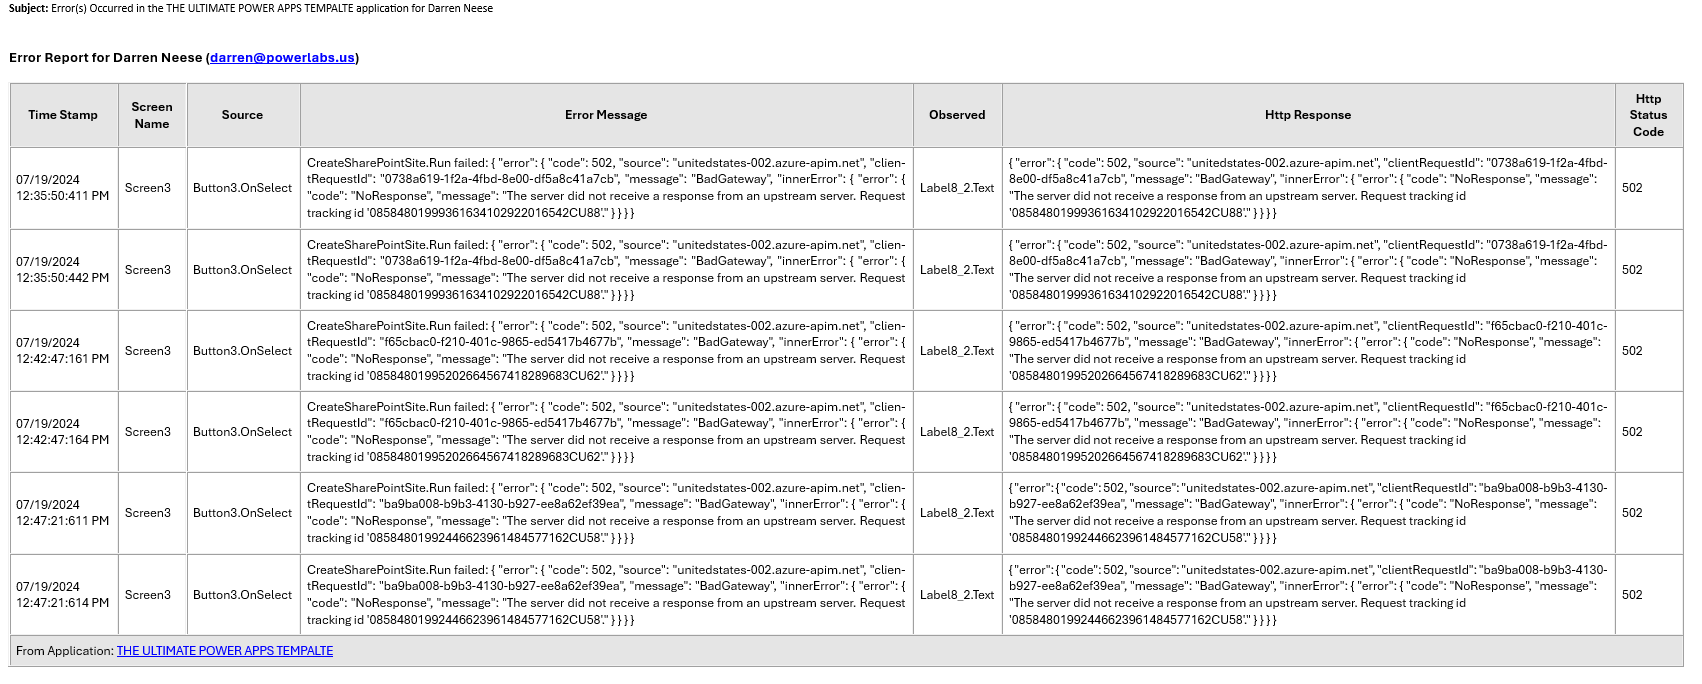 Subject: Error(s) Occurred in the THE ULTIMATE POWER APPS TEMPALTE application for Darren Neese
Error Report for Darren Neese (darren@powerlabs.us)
Time Stamp
Screen
Name
Source
Error Message
Observed
Http Response
Http
Status
Code
07/19/2024
12:35:50:411 PM
Screen3
Button3.OnSelect
CreateSharePointSite.Run failed: { "error": { "code": 502, "source": "unitedstates-002.azure-apim.net", "clien-
tRequestId": "0738a619-1f2a-4fbd-8e00-df5a8c41a7cb", "message": "BadGateway", "innerError": { "error": {
"code": "NoResponse", "message": "The server did not receive a response from an upstream server. Request
tracking id '08584801999361634102922016542CU88'." } } } }
Label8_2.Text
{ "error": { "code": 502, "source": "unitedstates-002.azure-apim.net", "clientRequestId": "0738a619-1f2a-4fbd-
8e00-df5a8c41a7cb", "message": "BadGateway", "innerError": { "error": { "code": "NoResponse", "message":
"The server did not receive a response from an upstream server. Request tracking id
'08584801999361634102922016542CU88'." } } } }
502
07/19/2024
12:35:50:442 PM
Screen3
Button3.OnSelect
CreateSharePointSite.Run failed: { "error": { "code": 502, "source": "unitedstates-002.azure-apim.net", "clien-
tRequestId": "0738a619-1f2a-4fbd-8e00-df5a8c41a7cb", "message": "BadGateway", "innerError": { "error": {
"code": "NoResponse", "message": "The server did not receive a response from an upstream server. Request
tracking id '08584801999361634102922016542CU88'." } } } }
Label8_2.Text
{ "error": { "code": 502, "source": "unitedstates-002.azure-apim.net", "clientRequestId": "0738a619-1f2a-4fbd-
8e00-df5a8c41a7cb", "message": "BadGateway", "innerError": { "error": { "code": "NoResponse", "message":
"The server did not receive a response from an upstream server. Request tracking id
'08584801999361634102922016542CU88'." } } } }
502
07/19/2024
12:42:47:161 PM
Screen3
Button3.OnSelect
CreateSharePointSite.Run failed: { "error": { "code": 502, "source": "unitedstates-002.azure-apim.net", "clien-
tRequestId": "f65cbac0-f210-401c-9865-ed5417b4677b", "message": "BadGateway", "innerError": { "error": {
"code": "NoResponse", "message": "The server did not receive a response from an upstream server. Request
tracking id '08584801995202664567418289683CU62'." } } } }
Label8_2.Text
{ "error": { "code": 502, "source": "unitedstates-002.azure-apim.net", "clientRequestId": "f65cbac0-f210-401c-
9865-ed5417b4677b", "message": "BadGateway", "innerError": { "error": { "code": "NoResponse", "message":
"The server did not receive a response from an upstream server. Request tracking id
'08584801995202664567418289683CU62'." } } } }
502
07/19/2024
12:42:47:164 PM
Screen3
Button3.OnSelect
CreateSharePointSite.Run failed: { "error": { "code": 502, "source": "unitedstates-002.azure-apim.net", "clien-
tRequestId": "f65cbac0-f210-401c-9865-ed5417b4677b", "message": "BadGateway", "innerError": { "error": {
"code": "NoResponse", "message": "The server did not receive a response from an upstream server. Request
tracking id '08584801995202664567418289683CU62'." } } } }
Label8_2.Text
{ "error": { "code": 502, "source": "unitedstates-002.azure-apim.net", "clientRequestId": "f65cbac0-f210-401c-
9865-ed5417b4677b", "message": "BadGateway", "innerError": { "error": { "code": "NoResponse", "message":
"The server did not receive a response from an upstream server. Request tracking id
'08584801995202664567418289683CU62'." } } } }
502
07/19/2024
12:47:21:611 PM
Screen3
Button3.OnSelect
CreateSharePointSite.Run failed: { "error": { "code": 502, "source": "unitedstates-002.azure-apim.net", "clien-
tRequestId": "ba9ba008-b9b3-4130-b927-ee8a62ef39ea", "message": "BadGateway", "innerError": { "error": {
"code": "NoResponse", "message": "The server did not receive a response from an upstream server. Request
tracking id '08584801992446623961484577162CU58'." } } } }
Label8_2.Text
{ "error": { "code": 502, "source": "unitedstates-002.azure-apim.net", "clientRequestId": "ba9ba008-b9b3-4130-
b927-ee8a62ef39ea", "message": "BadGateway", "innerError": { "error": { "code": "NoResponse", "message":
"The server did not receive a response from an upstream server. Request tracking id
'08584801992446623961484577162CU58'." } } } }
502
07/19/2024
12:47:21:614 PM
Screen3
Button3.OnSelect
CreateSharePointSite.Run failed: { "error": { "code": 502, "source": "unitedstates-002.azure-apim.net", "clien-
tRequestId": "ba9ba008-b9b3-4130-b927-ee8a62ef39ea", "message": "BadGateway", "innerError": { "error": {
"code": "NoResponse", "message": "The server did not receive a response from an upstream server. Request
tracking id '08584801992446623961484577162CU58'." } } } }
Label8_2.Text
{ "error": { "code": 502, "source": "unitedstates-002.azure-apim.net", "clientRequestId": "ba9ba008-b9b3-4130-
b927-ee8a62ef39ea", "message": "BadGateway", "innerError": { "error": { "code": "NoResponse", "message":
"The server did not receive a response from an upstream server. Request tracking id
'08584801992446623961484577162CU58'." } } } }
502
From Application: THE ULTIMATE POWER APPS TEMPALTE